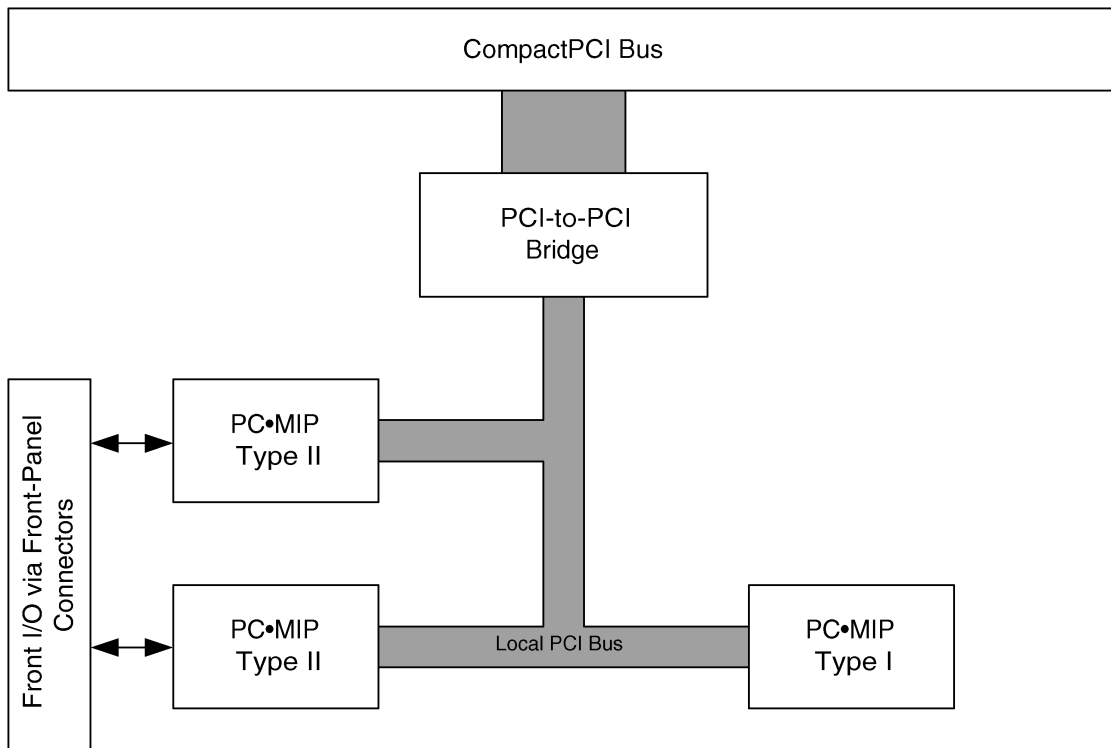 CompactPCI Bus
PCI-to-PCI
Bridge
PC•MIP
Type II
Front I/O via Front-Panel
Connectors
PC•MIP
Type II
Local PCI Bus
PC•MIP
Type I